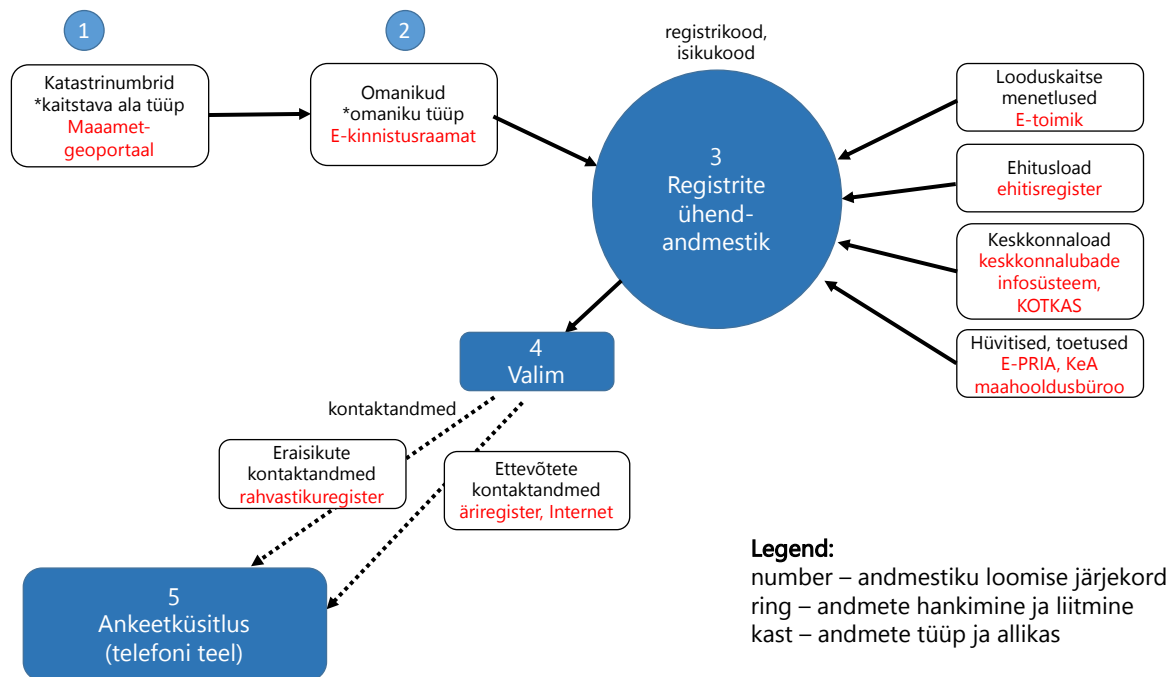 1
Katastrinumbrid
*kaitstava ala tüüp
Maaamet-
geoportaal
2
Omanikud
*omaniku tüüp
E-kinnistusraamat
registrikood,
isikukood
3
Registrite
ühend-
andmestik
Looduskaitse
menetlused
E-toimik
Ehitusload
ehitisregister
Keskkonnaload
keskkonnalubade
infosüsteem,
KOTKAS
Hüvitised, toetused
E-PRIA, KeA
maahooldusbüroo
4
Valim
kontaktandmed
Eraisikute
kontaktandmed
rahvastikuregister
Ettevõtete
kontaktandmed
äriregister, Internet
5
Ankeetküsitlus
(telefoni teel)
Legend:
number – andmestiku loomise järjekord
ring – andmete hankimine ja liitmine
kast – andmete tüüp ja allikas